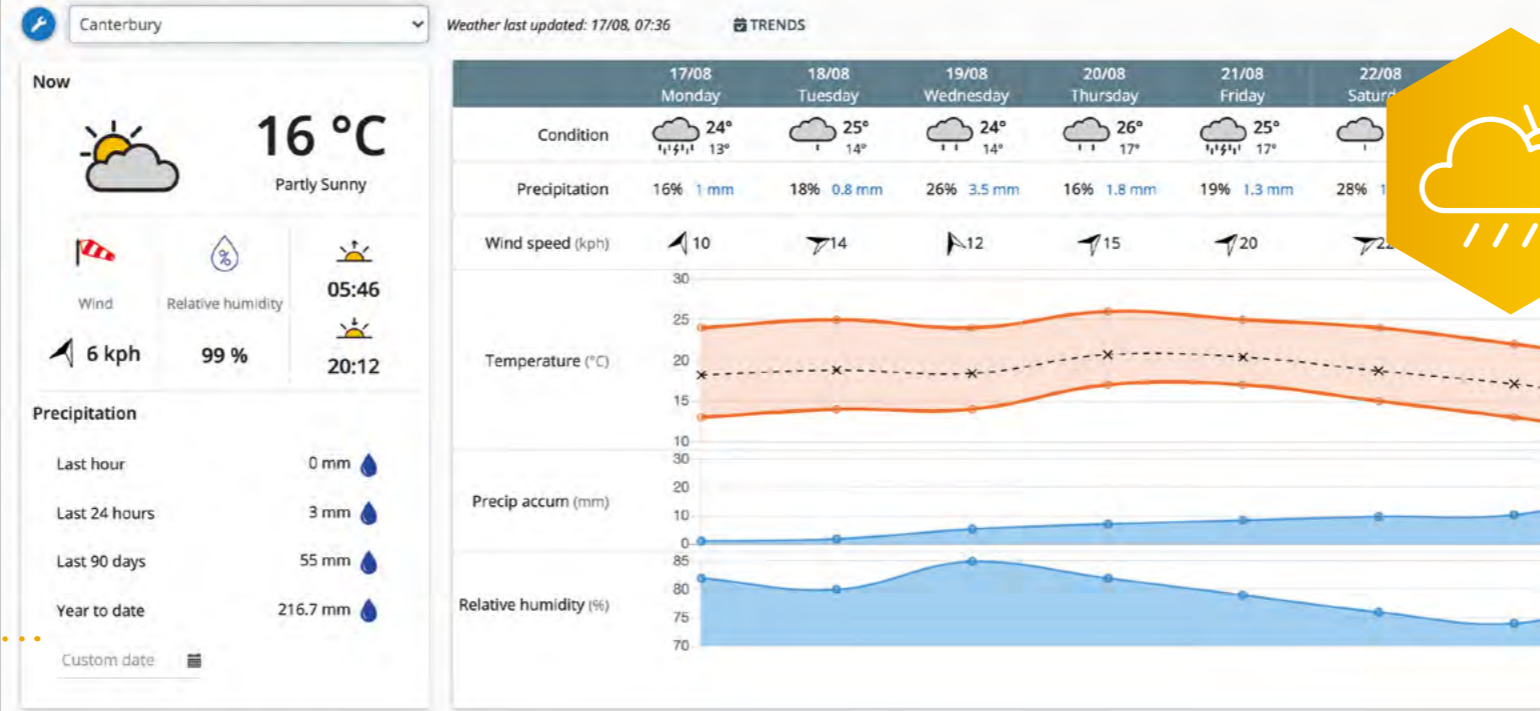 Canterbury
Weather last updated: 17/08, 07:36
TRENDS
Now
16 °C
Partly Sunny
Wind
Relative humidity
05:46
6 kph
99 %
20:12
Precipitation
Last hour 0 mm
Last 24 hours 3 mm
Last 90 days 55 mm
Year to date 216.7 mm
Custom date
17/08 18/08 19/08 20/08 21/08 22/08
Monday Tuesday Wednesday Thursday Friday
Condition 24° 25° 24° 26° 25°
13° 14° 14° 17° 17°
Precipitation 16% 1 mm 18% 0.8 mm 26% 3.5 mm 16% 1.8 mm 19% 1.3 mm 28%
Wind speed (kph) 10 14 12 15 20
Temperature (°C)
30
25
20
15
10
Precip accum (mm)
30
20
10
0
Relative humidity (%)
85
80
75
70